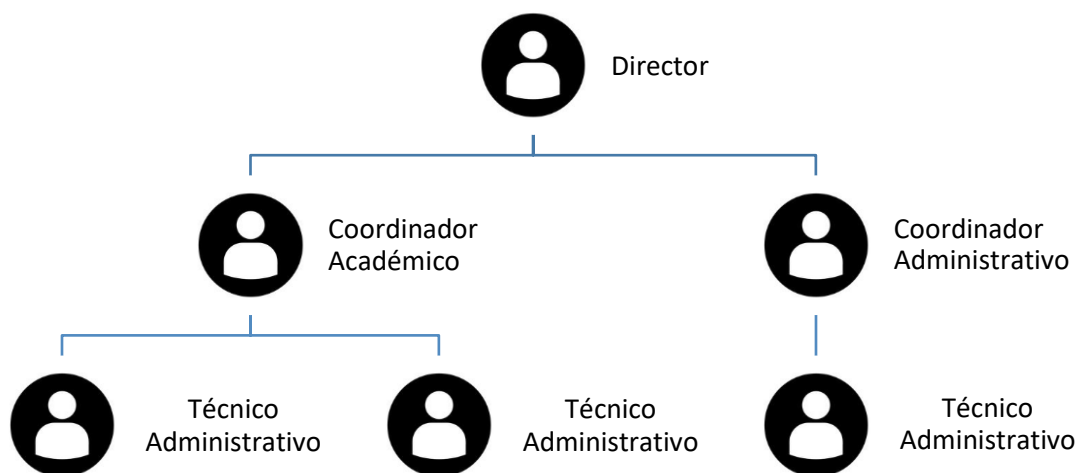 Director
Coordinador
Académico
Coordinador
Administrativo
Técnico
Administrativo
Técnico
Administrativo
Técnico
Administrativo